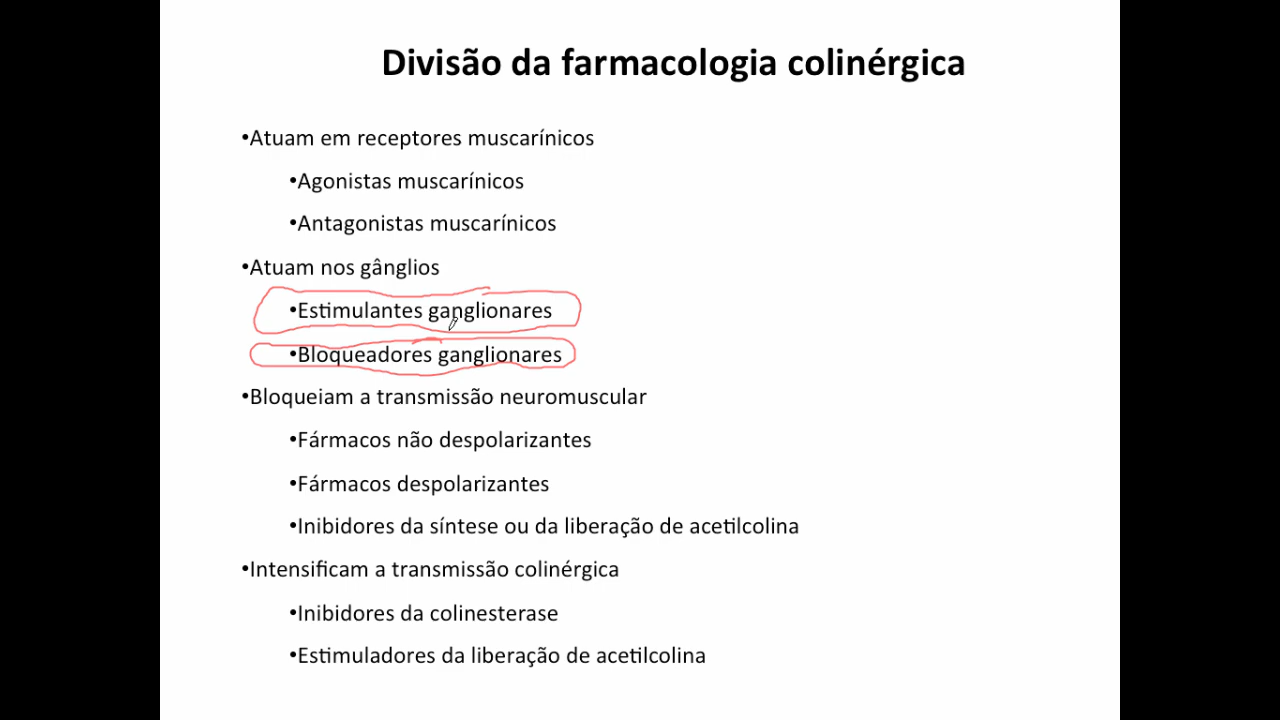 Divisão da farmacologia colinérgica
•Atuam em receptores muscarínicos
•Agonistas muscarínicos
•Antagonistas muscarínicos
•Atuam nos gânglios
•Estimulantes ganglionares
•Bloqueadores ganglionares
•Bloqueiam a transmissão neuromuscular
•Fármacos não despolarizantes
•Fármacos despolarizantes
•Inibidores da síntese ou da liberação de acetilcolina
•Intensificam a transmissão colinérgica
•Inibidores da colinesterase
•Estimuladores da liberação de acetilcolina